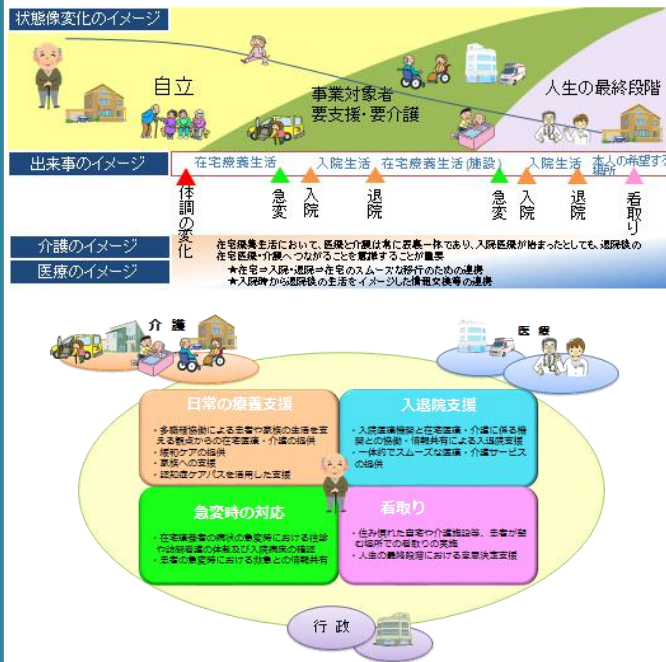 状態像変化のイメージ
自立
事業対象者
要支援・要介護
人生の最終段階
出来事のイメージ
在宅療養生活
入院生活
在宅療養生活(施設)
入院生活
本人の希望する
場所
体調の変化
急変
入院
退院
急変
入院
退院
看取り
介護のイメージ
医療のイメージ
在宅療養生活において、医療と介護は常に表裏一体であり、入院医療が始まったとしても、退院後の
在宅医療・介護へつながることを意識することが重要
★在宅⇒入院・退院⇒在宅のスムーズな移行のための連携
★入院時から退院後の生活をイメージした情報交換等の連携
介護
医療
日常の療養支援
・多職種協働による患者や家族の生活を支
える観点からの在宅医療・介護の提供
・緩和ケアの提供
・家族への支援
・認知症ケアパスを活用した支援
入退院支援
・入院医療機関と在宅医療・介護に係る機
関との協働・情報共有による入退院支援
・一体的でスムーズな医療・介護サービス
の提供
急変時の対応
・在宅療養者の病状の急変時における往診
や訪問看護の体制及び入院病床の確認
・患者の急変時における救急との情報共有
看取り
・住み慣れた自宅や介護施設等、患者が望
む場所での看取りの実施
・人生の最終段階における意思決定支援
行政